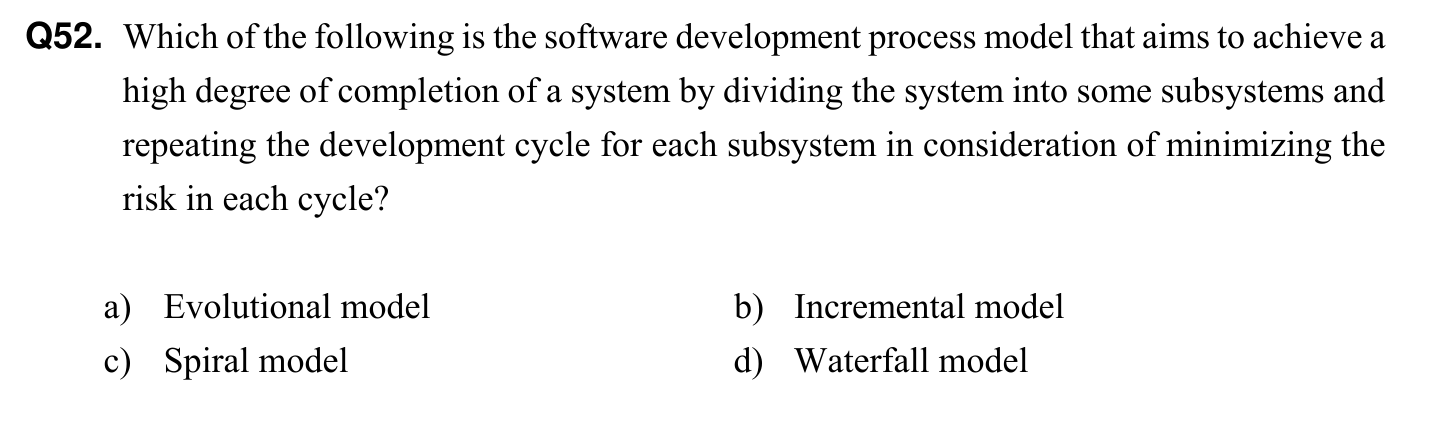 Q52. Which of the following is the software development process model that aims to achieve a
high degree of completion of a system by dividing the system into some subsystems and
repeating the development cycle for each subsystem in consideration of minimizing the
risk in each cycle?
a) Evolutional model b) Incremental model
c) Spiral model d) Waterfall model